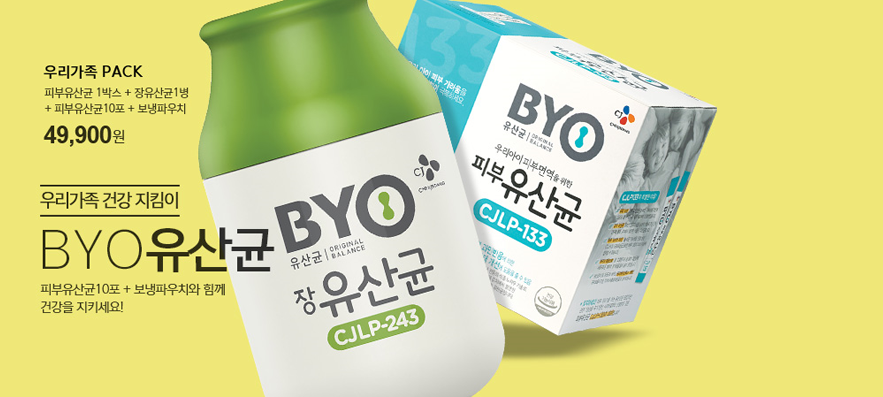 우리가족 PACK
피부유산균 1박스 + 장유산균1병
+ 피부유산균10포 + 보냉파우치
49,900원
우리가족 건강 지킴이
BYO유산균
피부유산균10포 + 보냉파우치와 함께
건강을 지키세요!
BYO
유산균 | ORIGINAL BALANCE
CJ
CHEILJEDANG
장 유산균
CJLP-243
133
BYO
유산균 | ORIGINAL BALANCE
CJ
CHEILJEDANG
우리아이 피부면역을 위한
피부유산균
CJLP-133